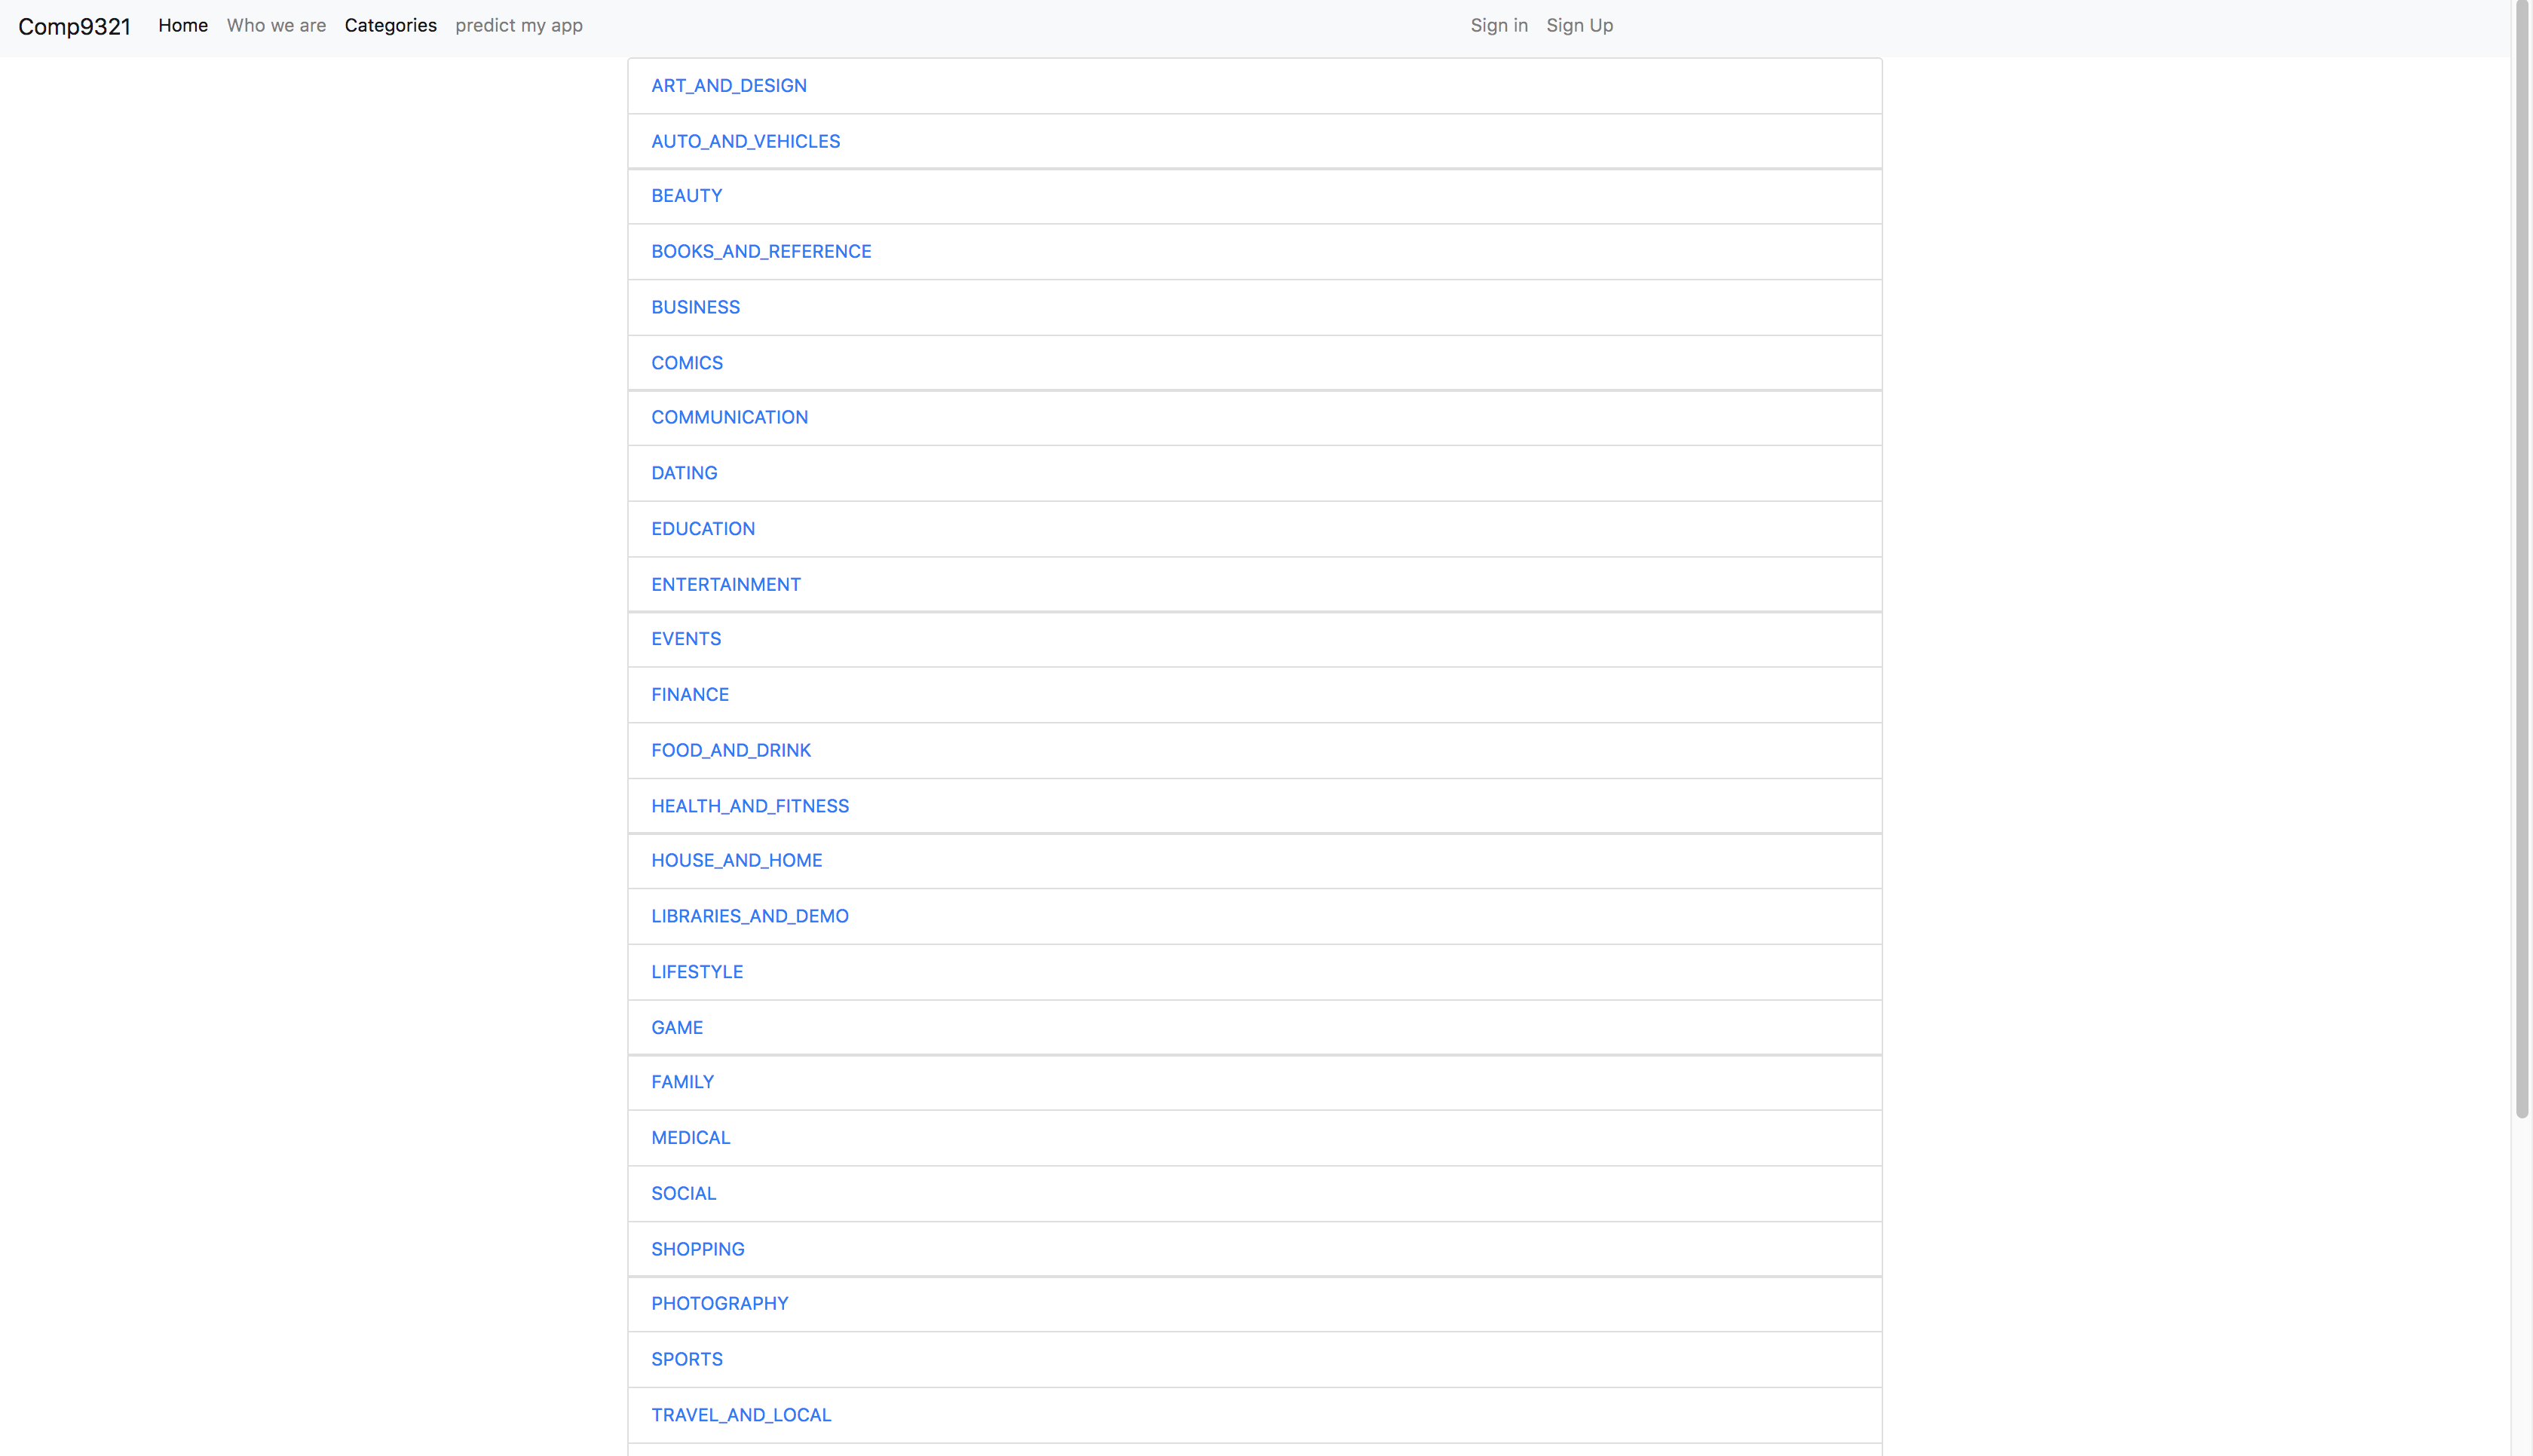 Comp9321 Home Who we are Categories predict my app Sign in Sign Up
ART_AND_DESIGN
AUTO_AND_VEHICLES
BEAUTY
BOOKS_AND_REFERENCE
BUSINESS
COMICS
COMMUNICATION
DATING
EDUCATION
ENTERTAINMENT
EVENTS
FINANCE
FOOD_AND_DRINK
HEALTH_AND_FITNESS
HOUSE_AND_HOME
LIBRARIES_AND_DEMO
LIFESTYLE
GAME
FAMILY
MEDICAL
SOCIAL
SHOPPING
PHOTOGRAPHY
SPORTS
TRAVEL_AND_LOCAL